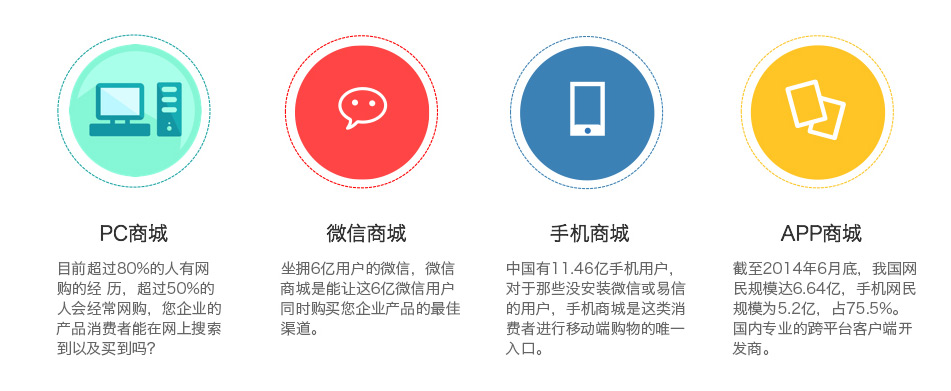 PC商城
目前超过80%的人有网
购的经 历，超过50%的
人会经常网购，您企业的
产品消费者能在网上搜索
到以及买到吗？
微信商城
坐拥6亿用户的微信，微信
商城是能让这6亿微信用户
同时购买您企业产品的最佳
渠道。
手机商城
中国有11.46亿手机用户，
对于那些没安装微信或易信
的用户，手机商城是这类消
费者进行移动端购物的唯一
入口。
APP商城
截至2014年6月底，我国网
民规模达6.64亿，手机网民
规模为5.2亿，占75.5%。
国内专业的跨平台客户端开
发商。